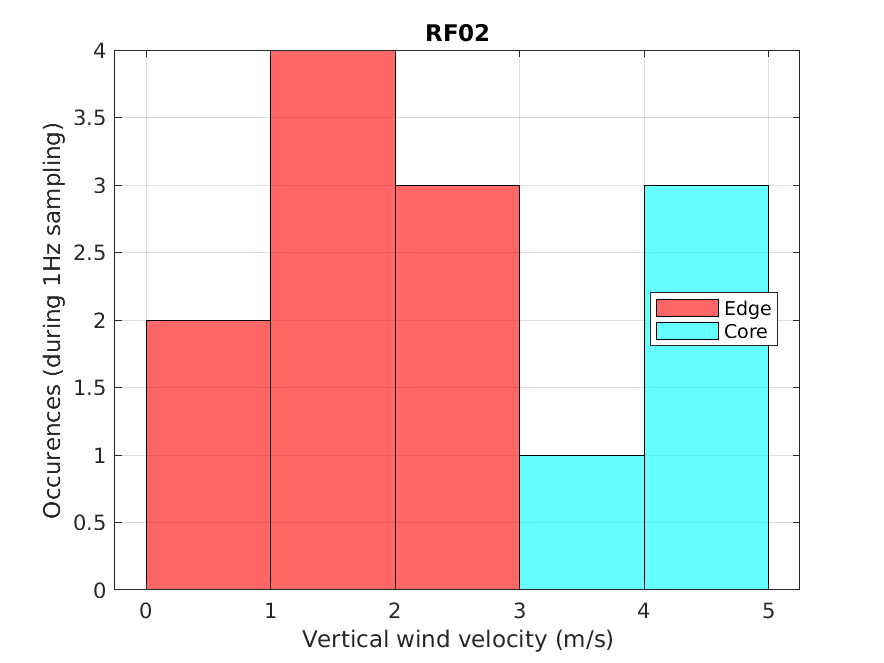 RF02
Occurences (during 1Hz sampling)
4
3.5
3
2.5
2
1.5
1
0.5
0
Edge
Core
0 1 2 3 4 5
Vertical wind velocity (m/s)